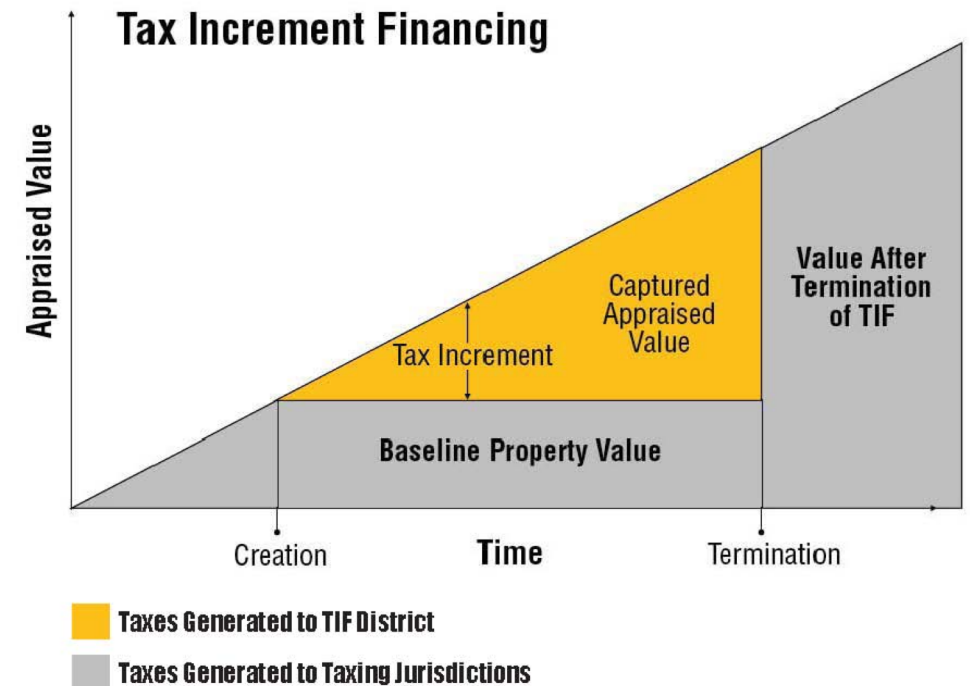 Tax Increment Financing
Appraised Value
Captured
Appraised
Value
Value After
Termination
of TIF
Tax Increment
Baseline Property Value
Creation
Time
Termination
Taxes Generated to TIF District
Taxes Generated to Taxing Jurisdictions